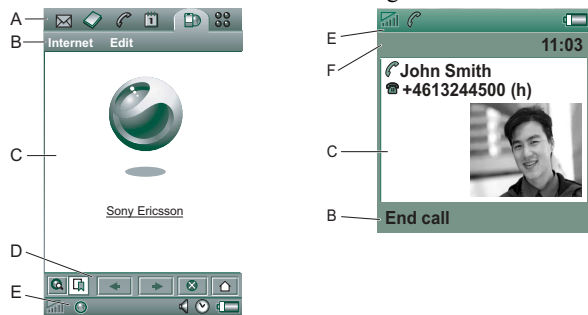 A
B
Internet Edit
C
Sony Ericsson
D
E
E
F
11:03
John Smith
+4613244500 (h)
C
B
End call